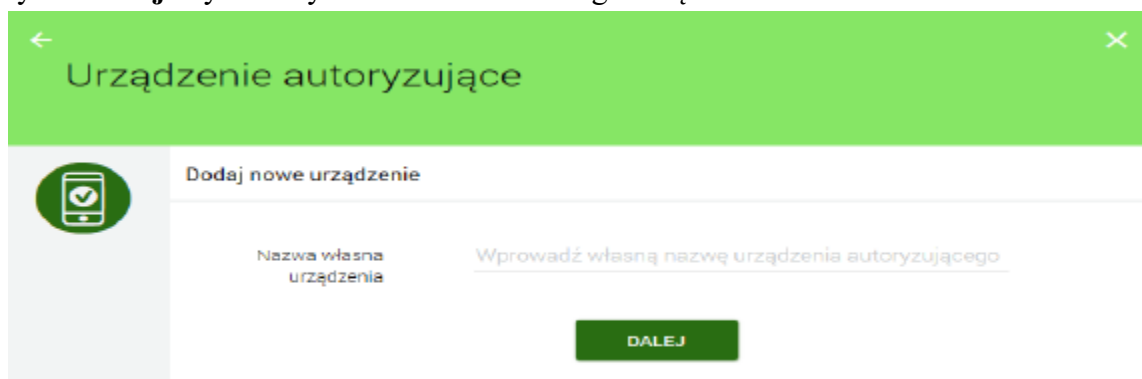 Urządzenie autoryzujące
Dodaj nowe urządzenie
Nazwa własna
urządzenia
Wprowadź własną nazwę urządzenia autoryzującego
DALEJ